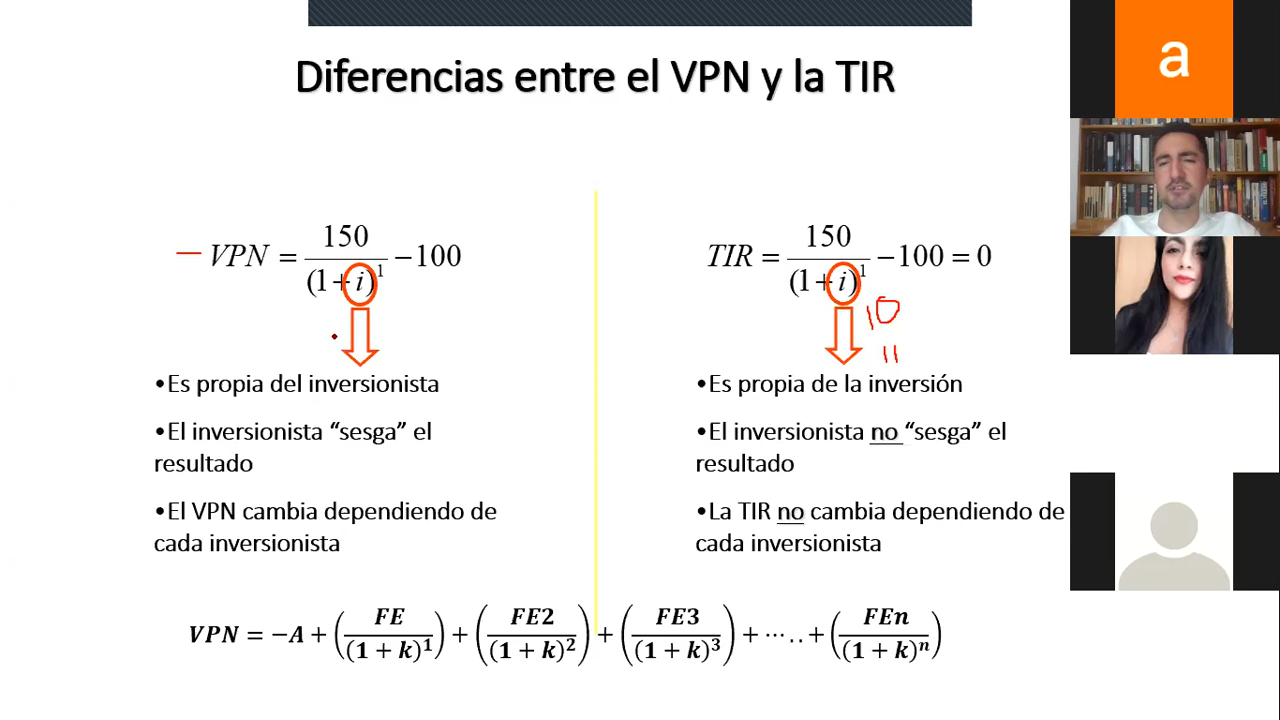 Diferencias entre el VPN y la TIR
a
− VPN = 150 / (1+i)^1 − 100
TIR = 150 / (1+i)^1 − 100 = 0
10
11
•Es propia del inversionista
•El inversionista “sesga” el
resultado
•El VPN cambia dependiendo de
cada inversionista
•Es propia de la inversión
•El inversionista no “sesga” el
resultado
•La TIR no cambia dependiendo de
cada inversionista
VPN = −A + (FE / (1 + k)^1) + (FE2 / (1 + k)^2) + (FE3 / (1 + k)^3) + ⋯.. + (FEn / (1 + k)^n)